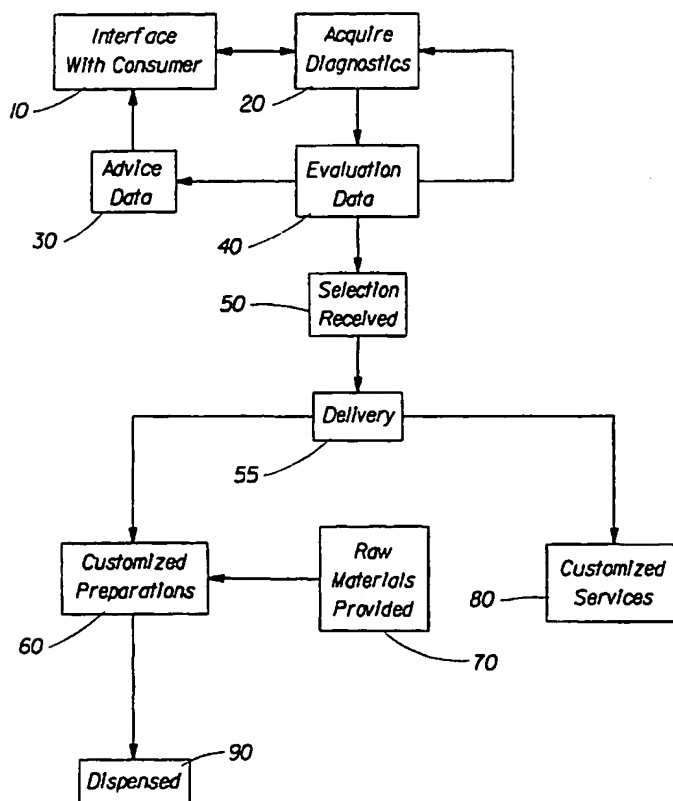 Interface
With Consumer
10
Acquire
Diagnostics
20
Advice
Data
30
Evaluation
Data
40
Selection
Received
50
Delivery
55
Customized
Preparations
60
Raw
Materials
Provided
70
Customized
Services
80
Dispensed
90